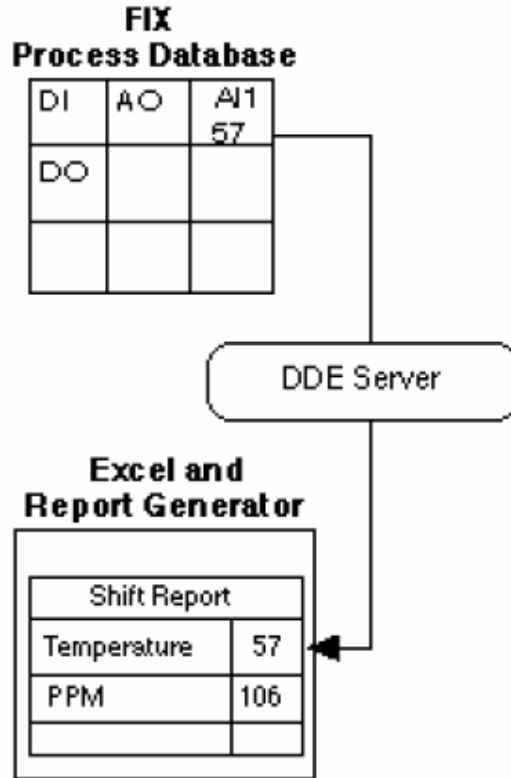 FIX
Process Database
DI AO AI1
57
DO
DDE Server
Excel and
Report Generator
Shift Report
Temperature 57
PPM 106